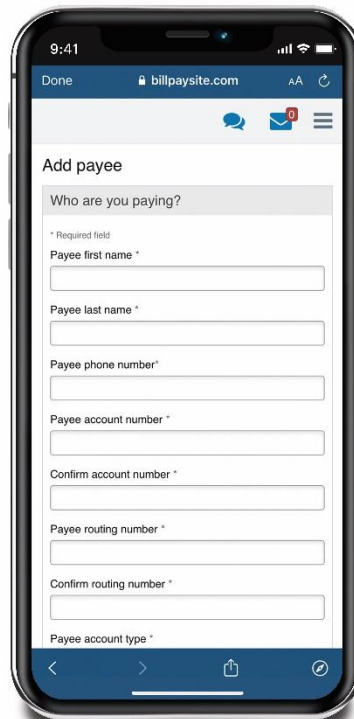 9:41
Done billpaysite.com AA
0
Add payee
Who are you paying?
* Required field
Payee first name *
Payee last name *
Payee phone number*
Payee account number *
Confirm account number *
Payee routing number *
Confirm routing number *
Payee account type *